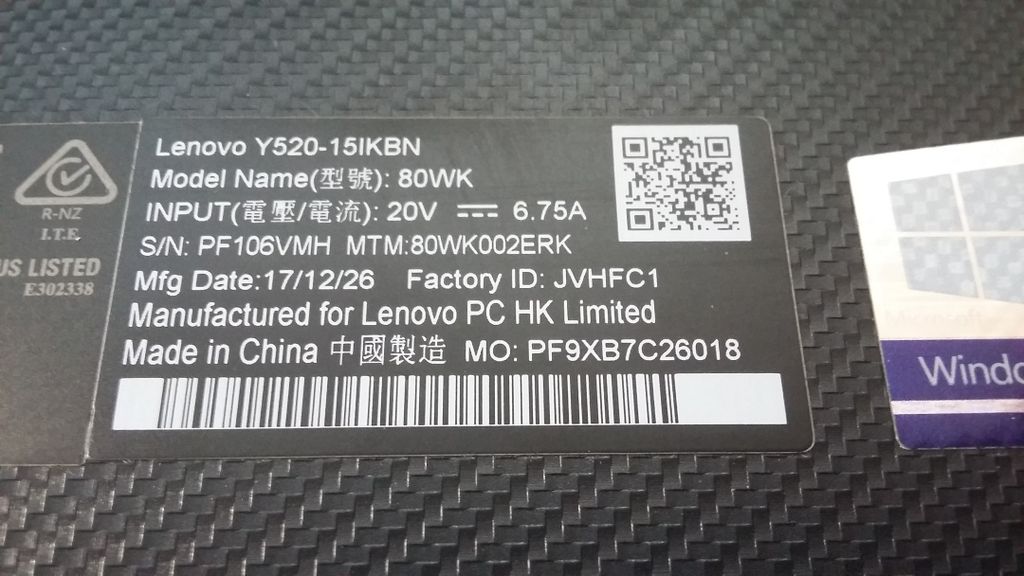 R-NZ
I.T.E.
US LISTED
E302338
Lenovo Y520-15IKBN
Model Name(型號): 80WK
INPUT(電壓/電流): 20V ⎓ 6.75A
S/N: PF106VMH MTM:80WK002ERK
Mfg Date:17/12/26 Factory ID: JVHFC1
Manufactured for Lenovo PC HK Limited
Made in China 中國製造 MO: PF9XB7C26018
Microsoft
Windo